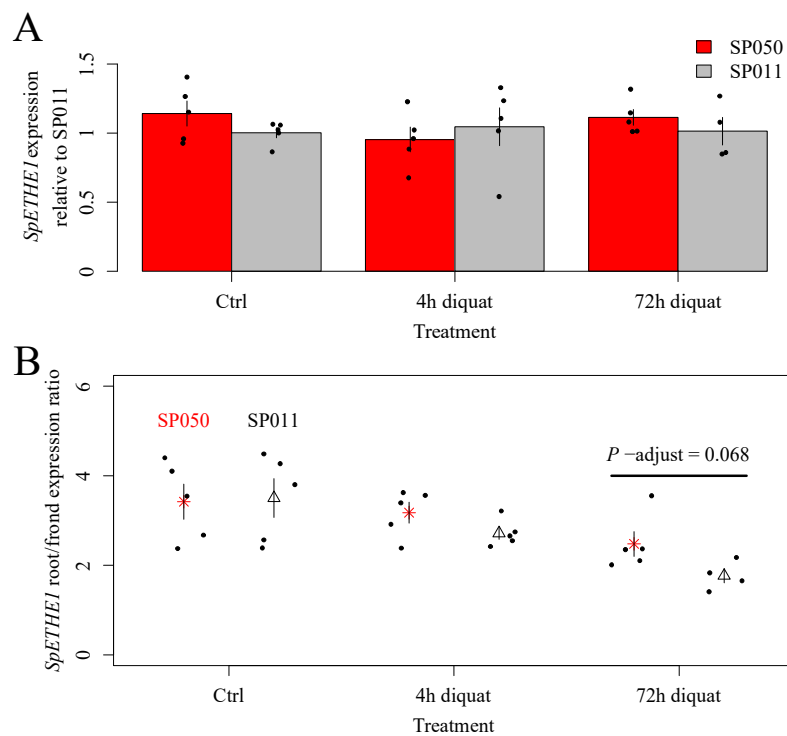 A
SP050
SP011
SpETHE1 expression
relative to SP011
1.5
1
0.5
0
Ctrl
4h diquat
72h diquat
Treatment
B
SpETHE1 root/frond expression ratio
6
4
2
0
SP050
SP011
P −adjust = 0.068
Ctrl
4h diquat
72h diquat
Treatment